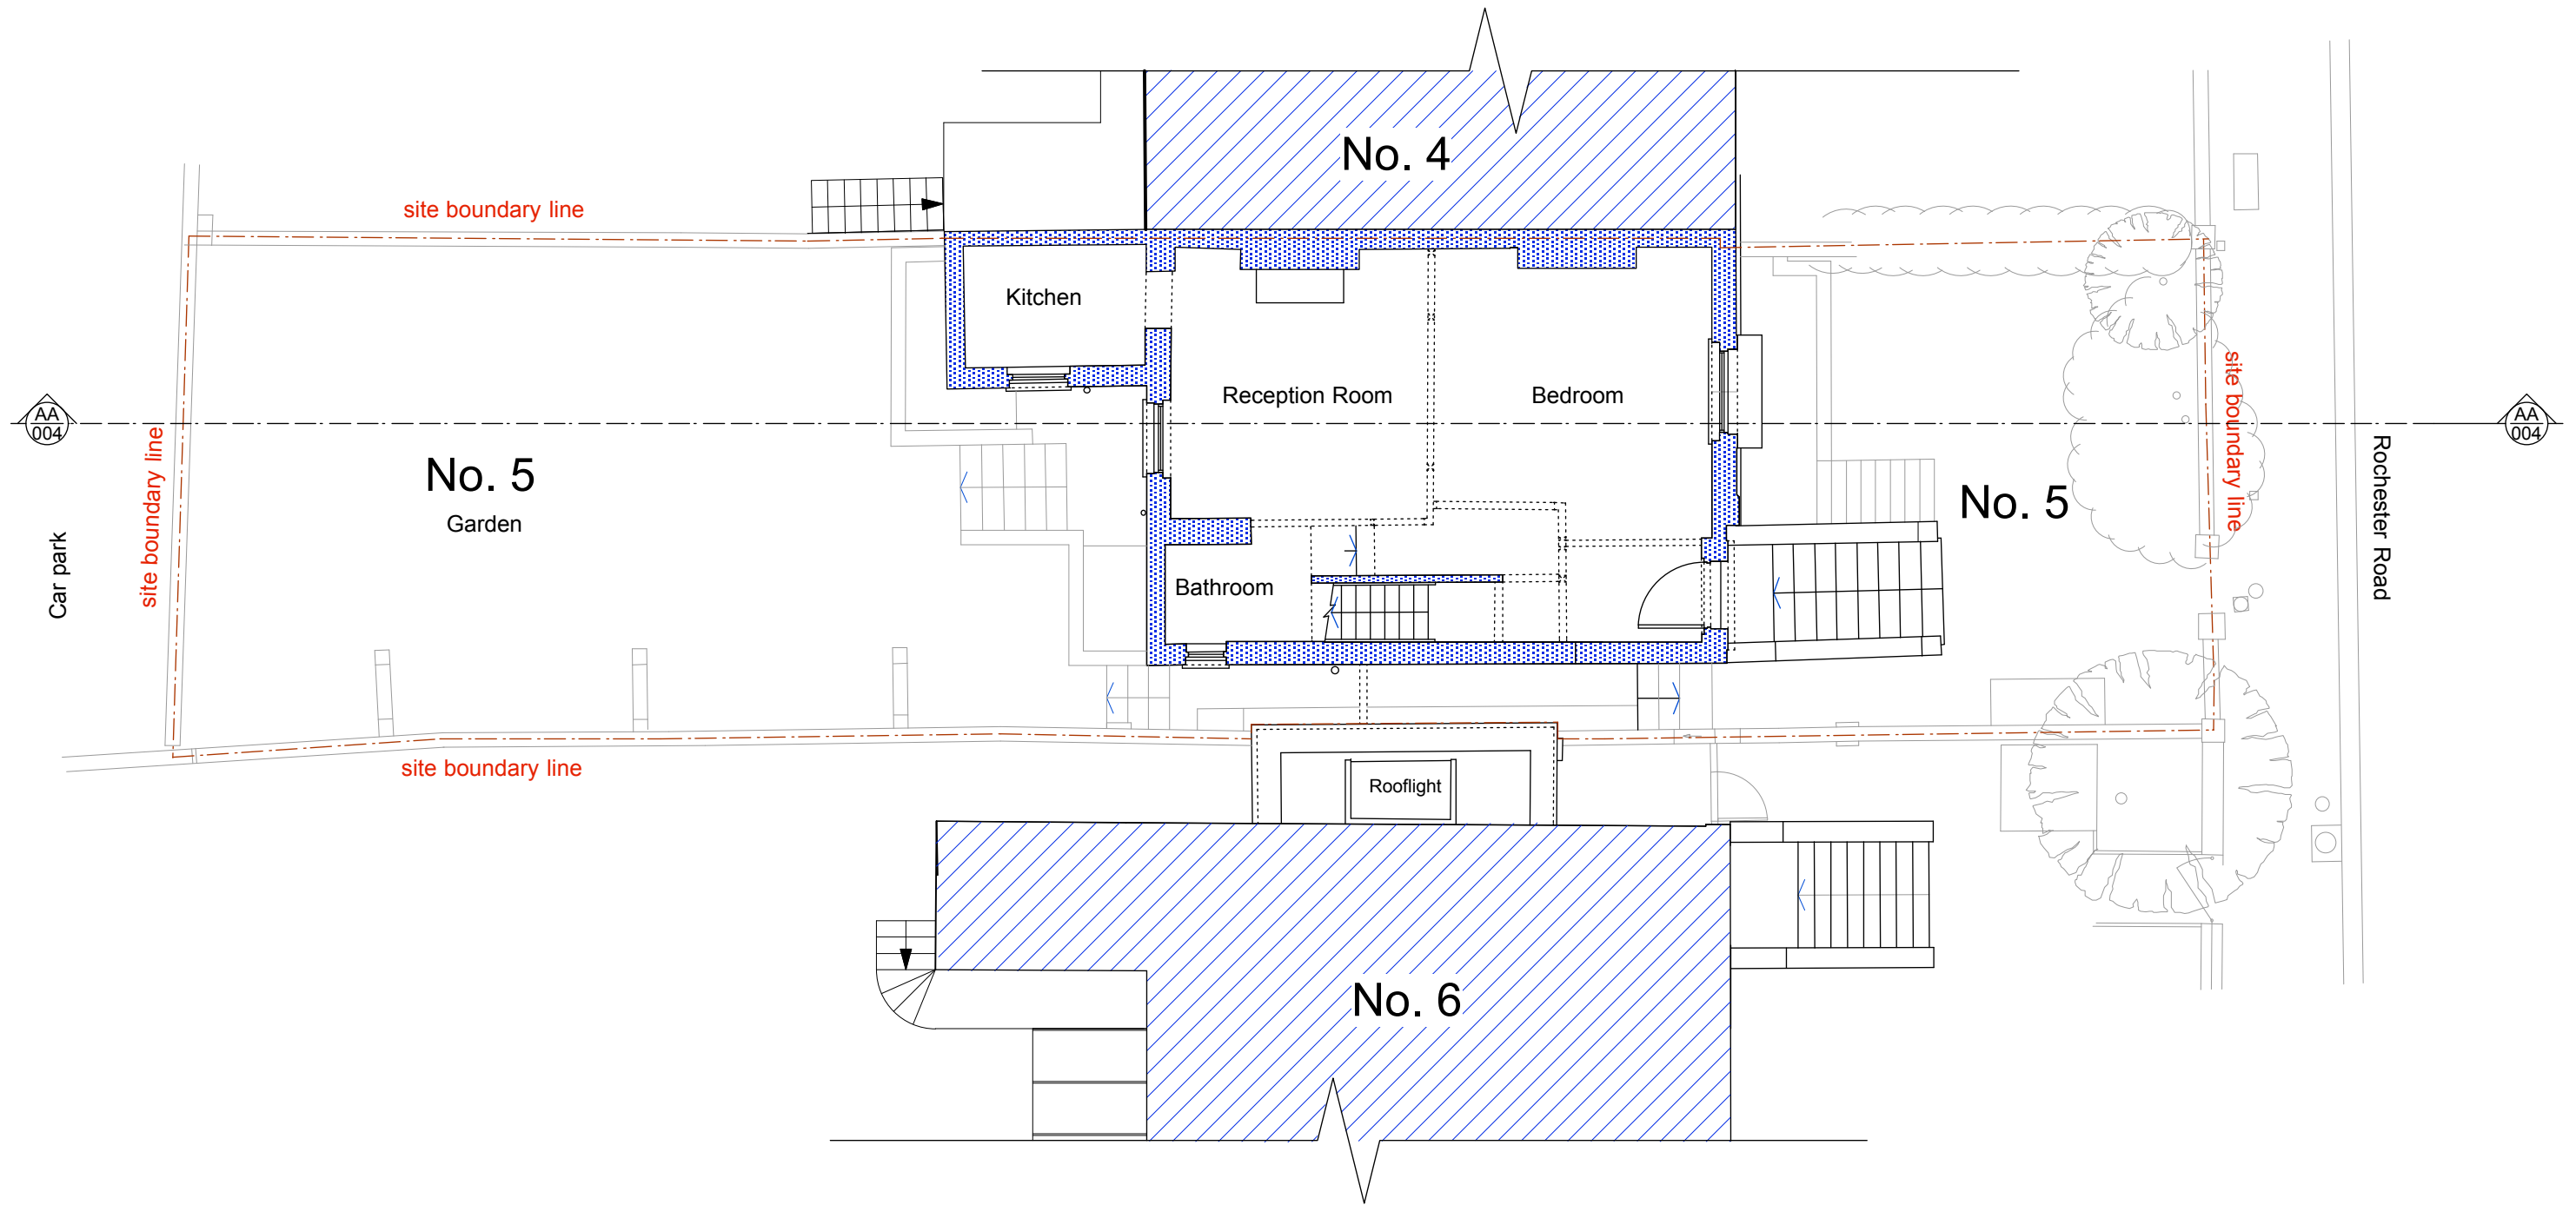 No. 4
site boundary line
Kitchen
Reception Room
Bedroom
AA
004
AA
004
site boundary line
site boundary line
No. 5
Garden
No. 5
Rochester Road
Car park
Bathroom
site boundary line
Rooflight
No. 6